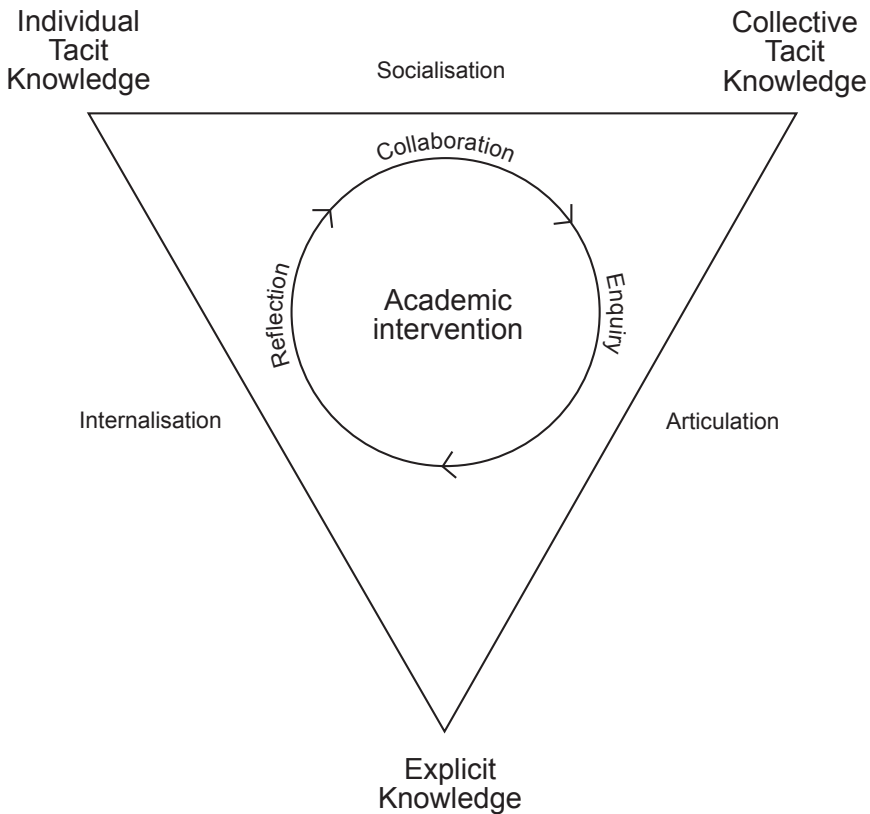 Individual
Tacit
Knowledge
Collective
Tacit
Knowledge
Socialisation
Collaboration
Reflection
Enquiry
Academic
intervention
Internalisation
Articulation
Explicit
Knowledge